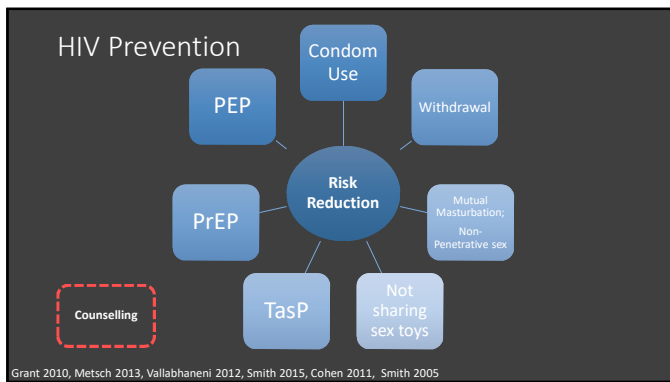 HIV Prevention
Condom
Use
Withdrawal
Mutual
Masturbation;
Non-
Penetrative sex
Not
sharing
sex toys
TasP
PrEP
PEP
Risk
Reduction
Counselling
Grant 2010, Metsch 2013, Vallabhaneni 2012, Smith 2015, Cohen 2011, Smith 2005